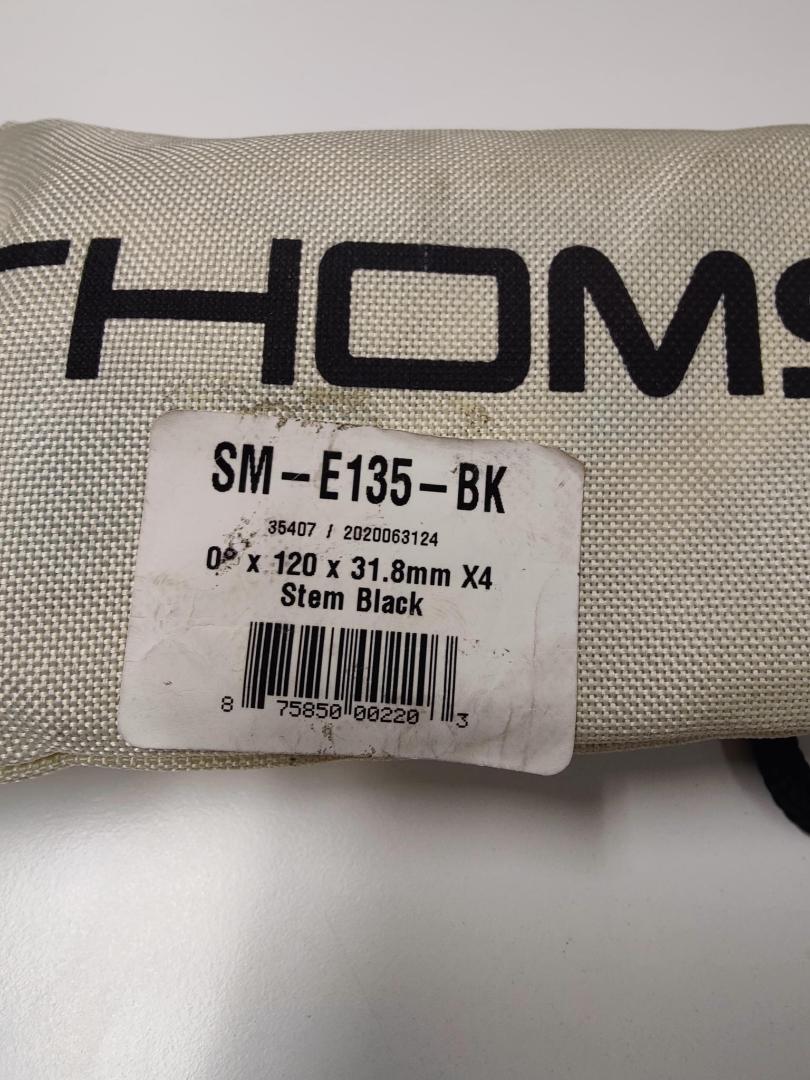 THOMS
SM-E135-BK
35407 / 2020063124
0° x 120 x 31.8mm X4
Stem Black
8 75850 00220 3